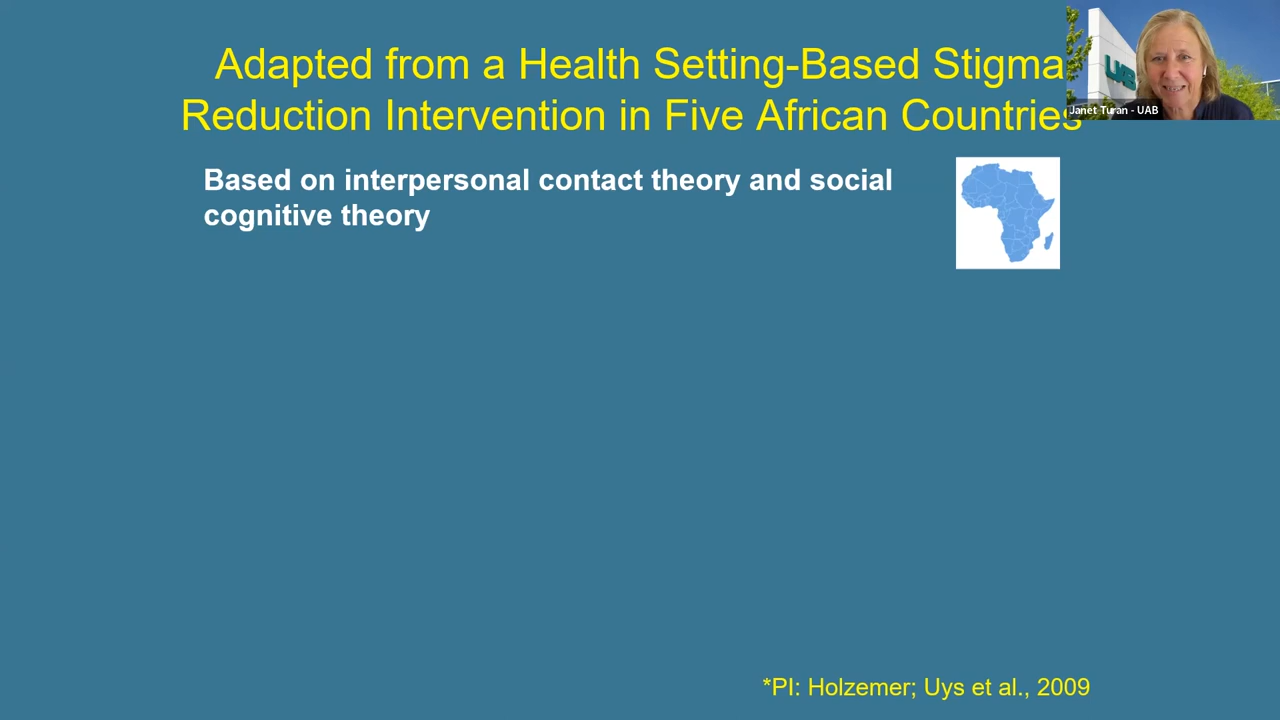 Adapted from a Health Setting-Based Stigma
Reduction Intervention in Five African Countries
UAB
Janet Turan - UAB
Based on interpersonal contact theory and social
cognitive theory
*PI: Holzemer; Uys et al., 2009